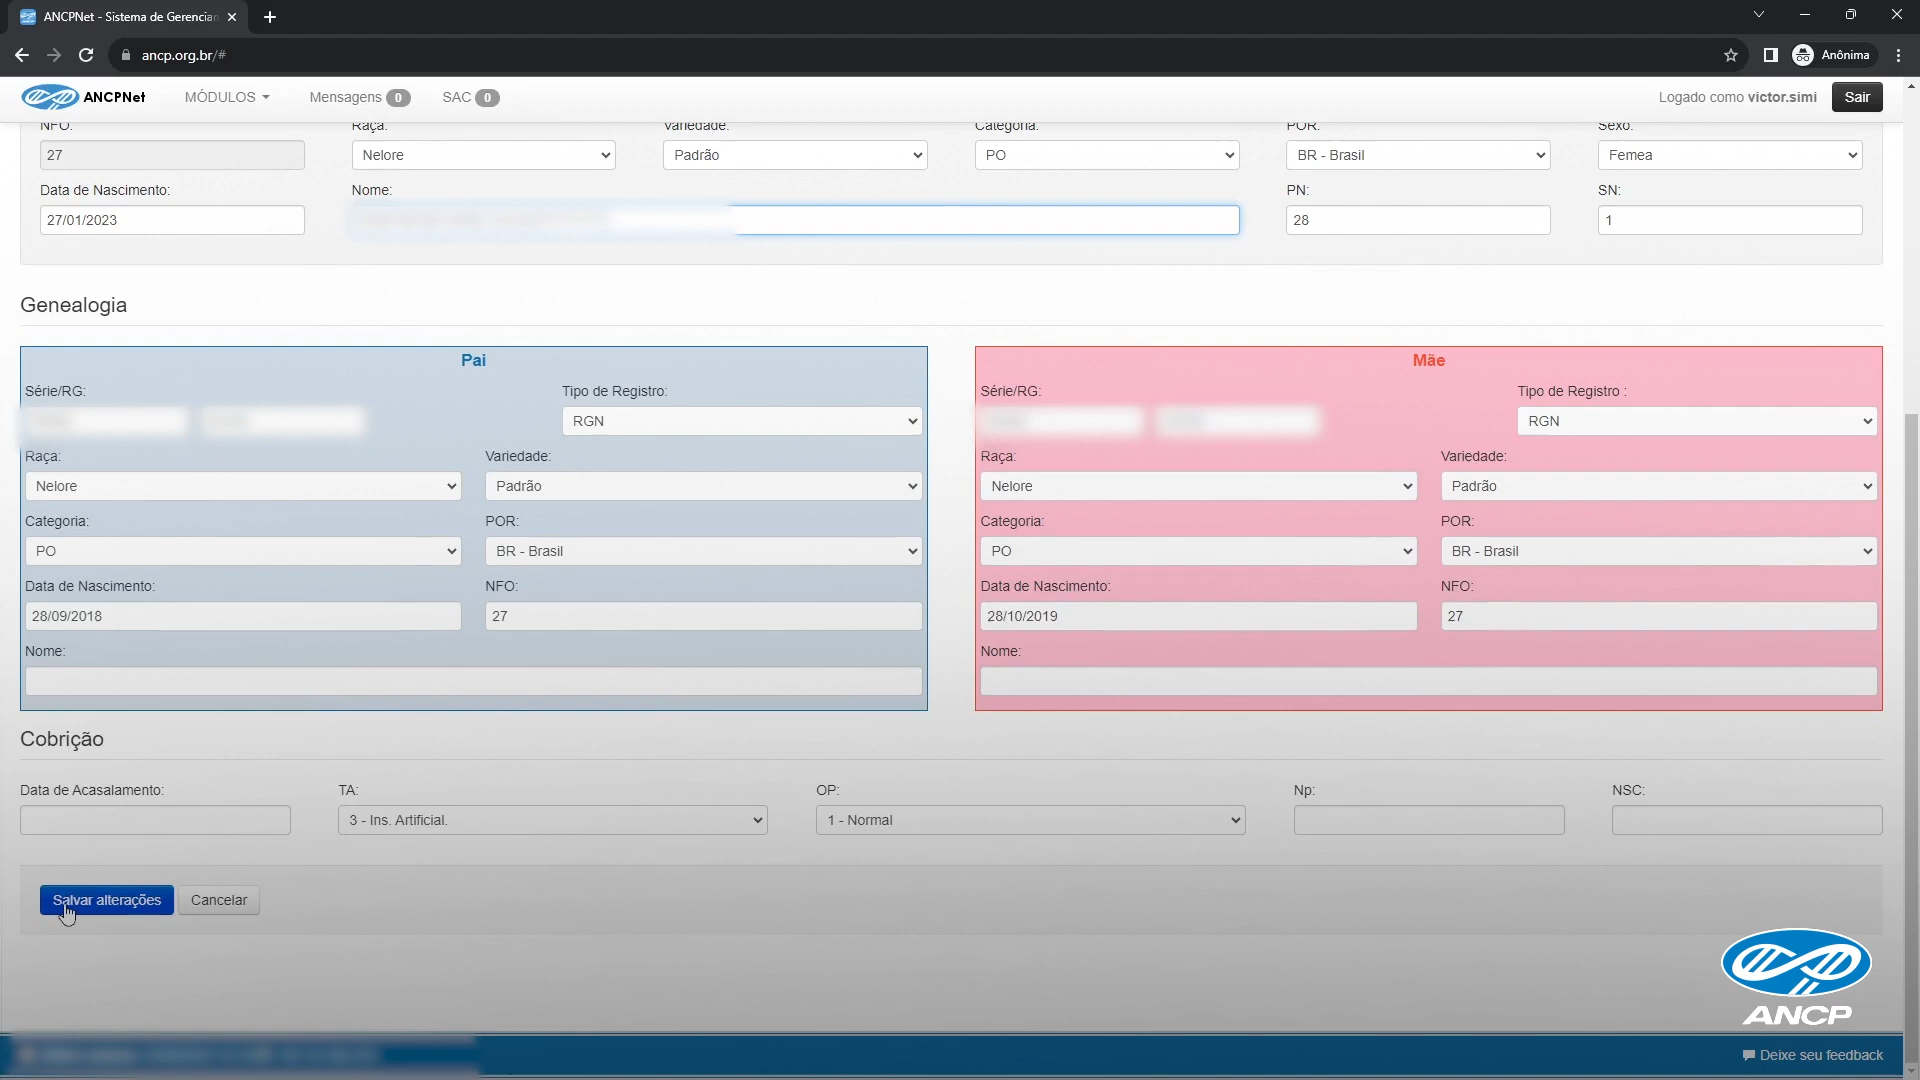 ANCPNet - Sistema de Gerencian
ancp.org.br/#
Anônima
ANCPNet MÓDULOS Mensagens 0 SAC 0 Logado como victor.simi Sair
NFO: Raça: Variedade: Categoria: POR: Sexo:
27 Nelore Padrão PO BR - Brasil Femea
Data de Nascimento: Nome: PN: SN:
27/01/2023 28 1
Genealogia
Pai
Série/RG: Tipo de Registro:
RGN
Raça: Variedade:
Nelore Padrão
Categoria: POR:
PO BR - Brasil
Data de Nascimento: NFO:
28/09/2018 27
Nome:
Mãe
Série/RG: Tipo de Registro :
RGN
Raça: Variedade:
Nelore Padrão
Categoria: POR:
PO BR - Brasil
Data de Nascimento: NFO:
28/10/2019 27
Nome:
Cobrição
Data de Acasalamento: TA: OP: Np: NSC:
3 - Ins. Artificial. 1 - Normal
Salvar alterações Cancelar
ANCP
Deixe seu feedback